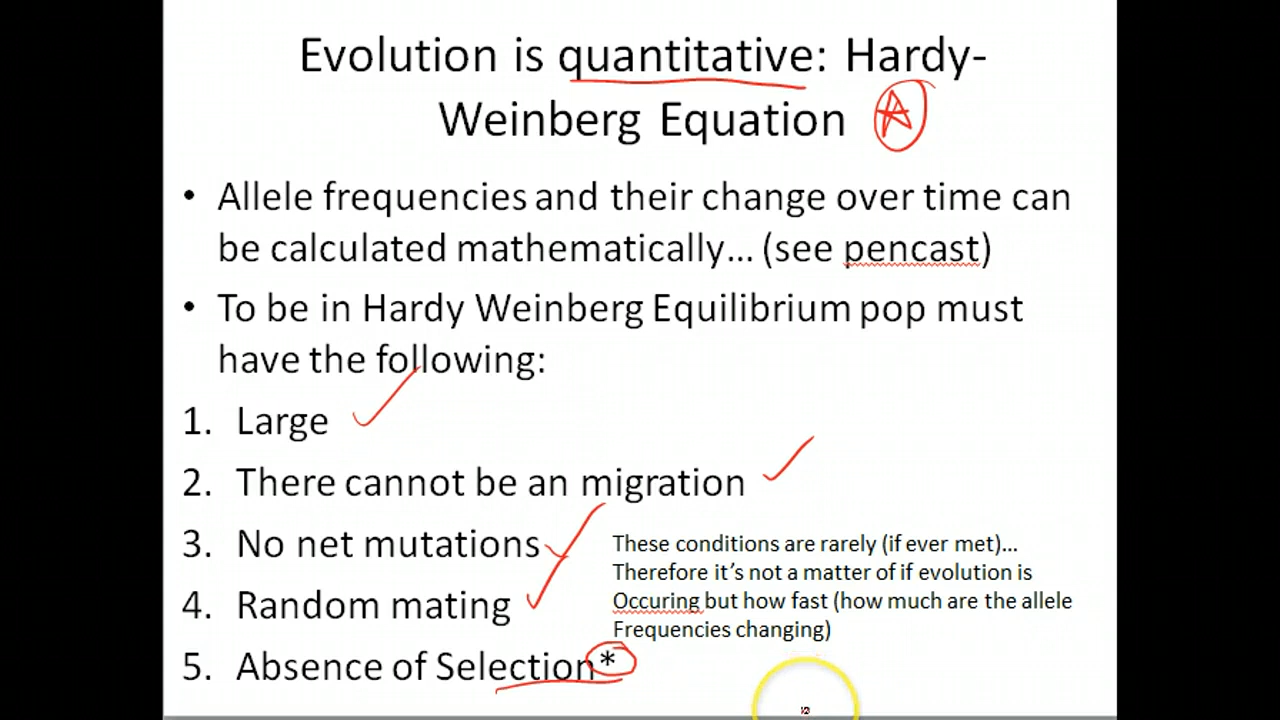 Evolution is quantitative: Hardy-
Weinberg Equation
• Allele frequencies and their change over time can
be calculated mathematically... (see pencast)
• To be in Hardy Weinberg Equilibrium pop must
have the following:
1. Large
2. There cannot be an migration
3. No net mutations
4. Random mating
5. Absence of Selection*
These conditions are rarely (if ever met)...
Therefore it's not a matter of if evolution is
Occuring but how fast (how much are the allele
Frequencies changing)